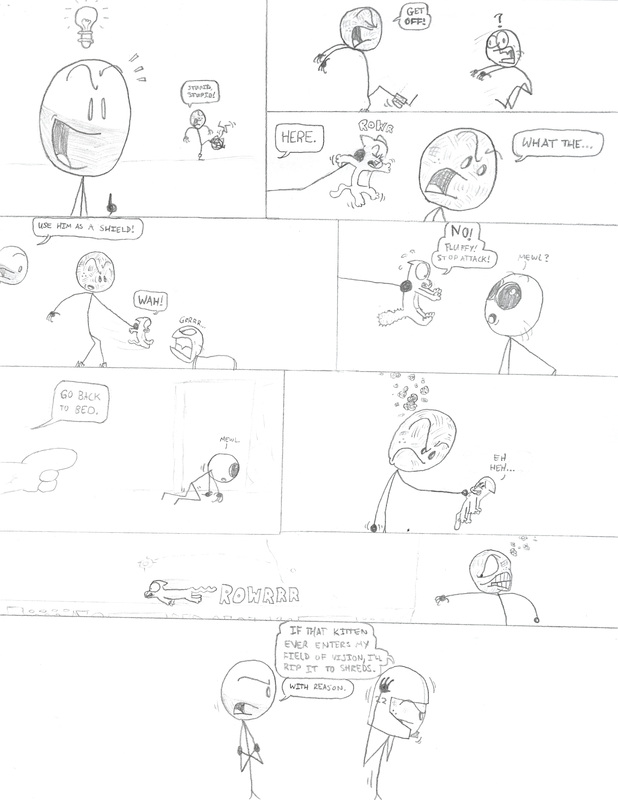 STUPID,
STUPID!
GET
OFF!
?
HERE.
ROWR
WHAT THE...
USE HIM AS A SHIELD!
WAH!
GRRRR...
NO!
FLUFFY!
STOP ATTACK!
MEWL?
GO BACK
TO BED.
MEWL
EH
HEH...
ROWRRR
IF THAT KITTEN
EVER ENTERS MY
FIELD OF VISION, I'LL
RIP IT TO SHREDS.
WITH REASON.